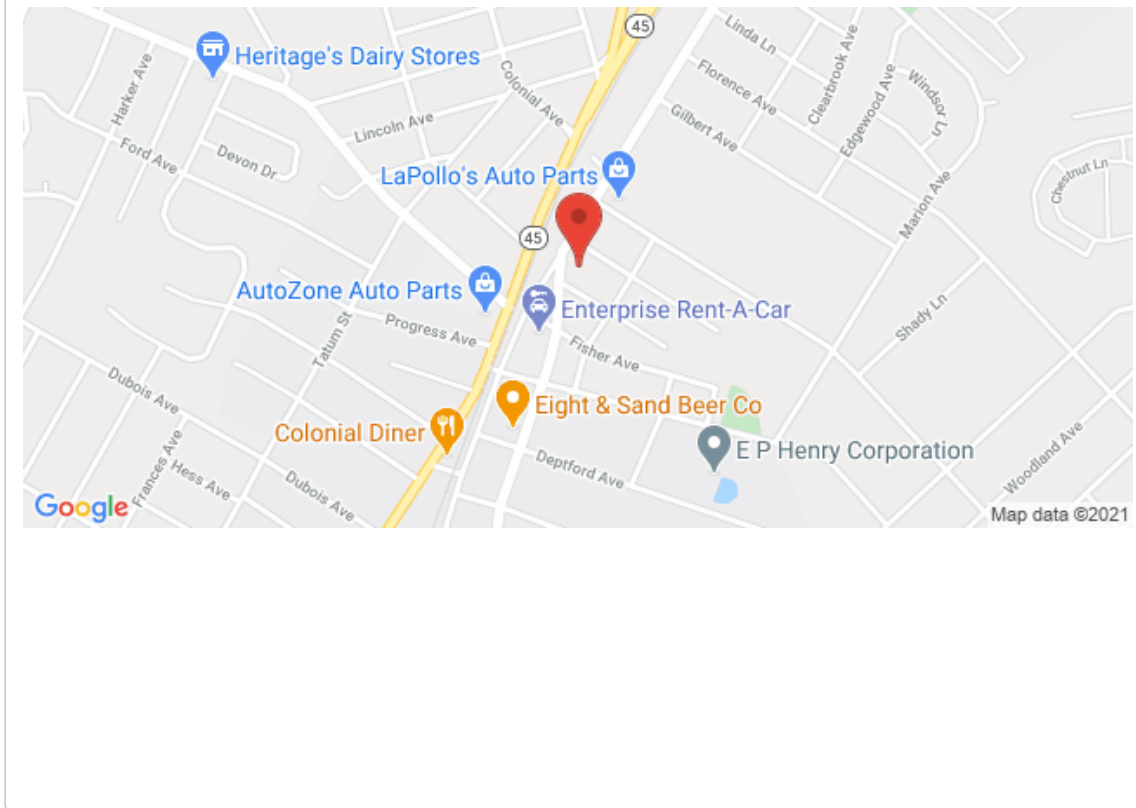 45
Linda Ln
Clearbrook Ave
Windsor Ln
Heritage's Dairy Stores
Harker Ave
Colonial Ave
Florence Ave
Edgewood Ave
Lincoln Ave
Gilbert Ave
Ford Ave
Devon Dr
LaPollo's Auto Parts
Chestnut Ln
Marion Ave
45
AutoZone Auto Parts
Enterprise Rent-A-Car
Progress Ave
Tatum St
Shady Ln
Fisher Ave
Dubois Ave
Eight & Sand Beer Co
Colonial Diner
E P Henry Corporation
Frances Ave
Hess Ave
Dubois Ave
Deptford Ave
Woodland Ave
Google
Map data ©2021